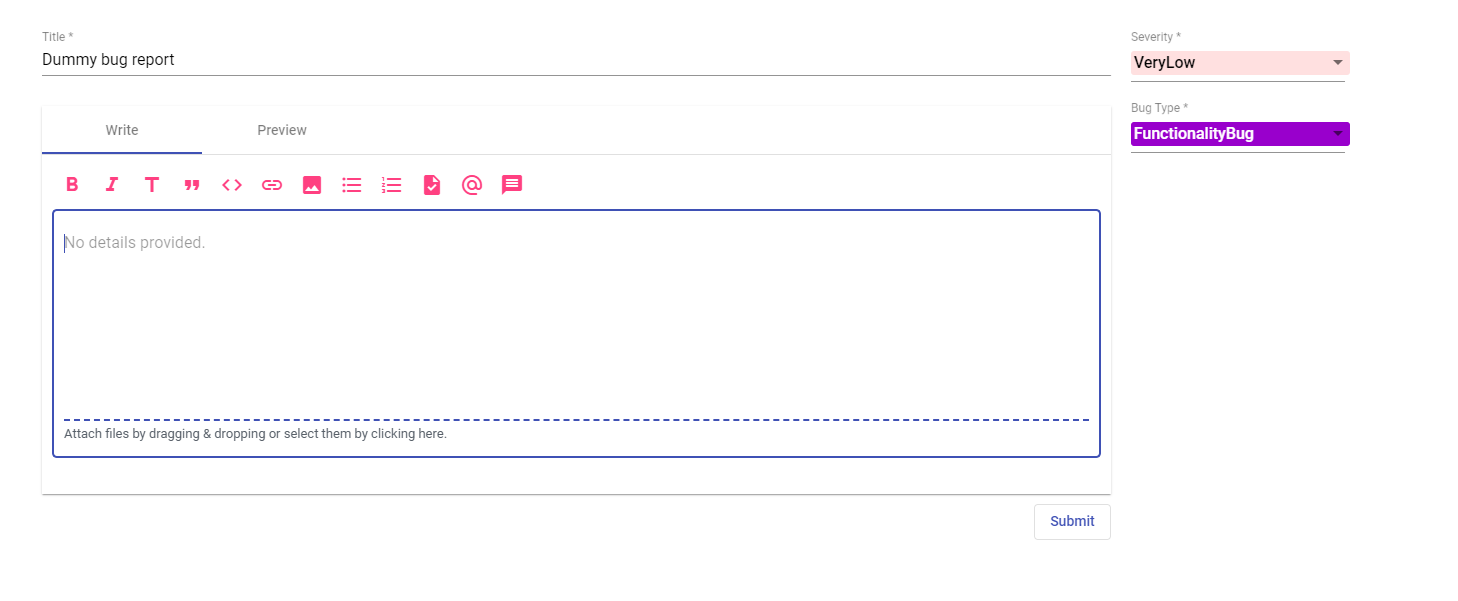 Title *
Dummy bug report
Severity *
VeryLow
Bug Type *
FunctionalityBug
Write
Preview
No details provided.
Attach files by dragging & dropping or select them by clicking here.
Submit